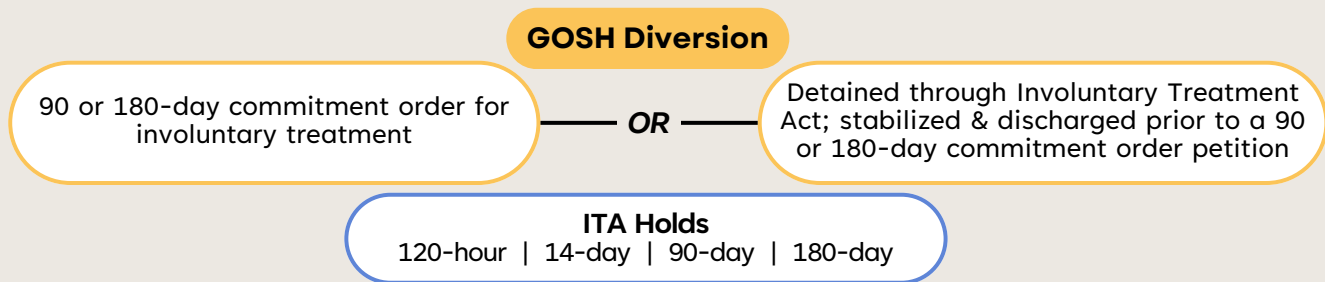 GOSH Diversion
90 or 180-day commitment order for
involuntary treatment
OR
Detained through Involuntary Treatment
Act; stabilized & discharged prior to a 90
or 180-day commitment order petition
ITA Holds
120-hour | 14-day | 90-day | 180-day